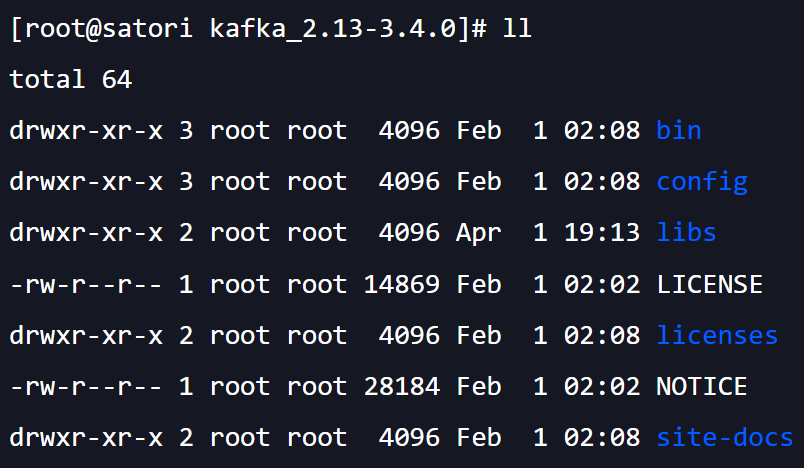 [root@satori kafka_2.13-3.4.0]# ll
total 64
drwxr-xr-x 3 root root  4096 Feb  1 02:08 bin
drwxr-xr-x 3 root root  4096 Feb  1 02:08 config
drwxr-xr-x 2 root root  4096 Apr  1 19:13 libs
-rw-r--r-- 1 root root 14869 Feb  1 02:02 LICENSE
drwxr-xr-x 2 root root  4096 Feb  1 02:08 licenses
-rw-r--r-- 1 root root 28184 Feb  1 02:02 NOTICE
drwxr-xr-x 2 root root  4096 Feb  1 02:08 site-docs